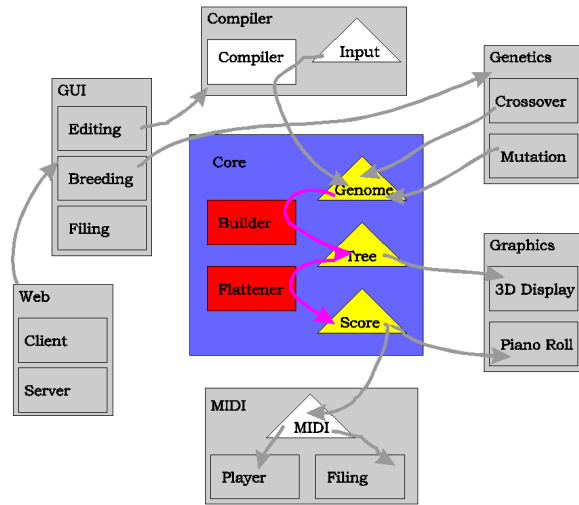 Compiler
Compiler
Input
GUI
Editing
Breeding
Filing
Genetics
Crossover
Mutation
Core
Genome
Builder
Tree
Flattener
Score
Graphics
3D Display
Piano Roll
Web
Client
Server
MIDI
MIDI
Player
Filing